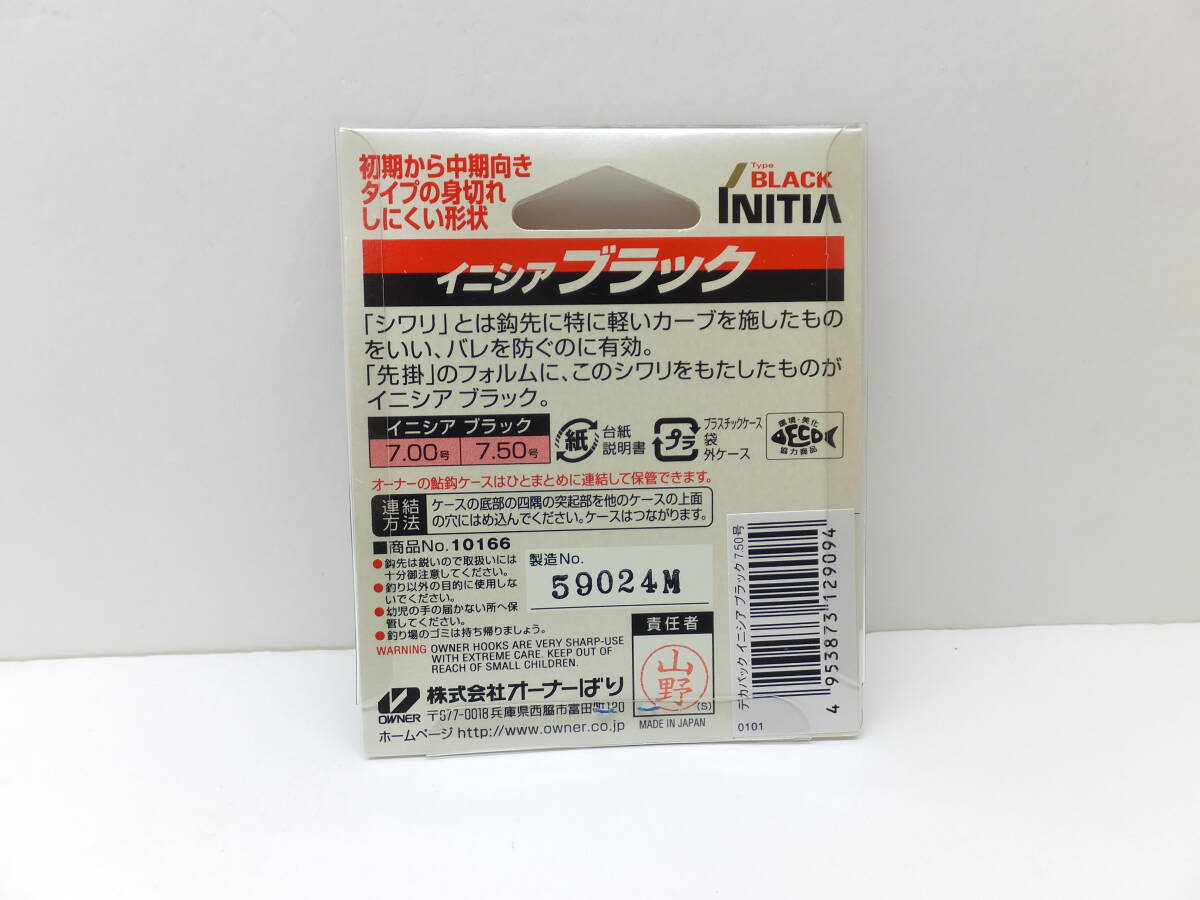 初期から中期向き
タイプの身切れ
しにくい形状
Type
BLACK
INITIA
イニシア ブラック
「シワリ」とは鈎先に特に軽いカーブを施したもの
をいい、バレを防ぐのに有効。
「先掛」のフォルムに、このシワリをもたしたものが
イニシア ブラック。
イニシア ブラック
7.00号 7.50号
紙
台紙
説明書
プラ
プラスチックケース
袋
外ケース
環境・美化
ECO
協力商品
オーナーの鮎鈎ケースはひとまとめに連結して保管できます。
連結
方法
ケースの底部の四隅の突起部を他のケースの上面
の穴にはめ込んでください。ケースはつながります。
■商品No.10166
●鈎先は鋭いので取扱いには
十分御注意してください。
●釣り以外の目的に使用しな
いでください。
●幼児の手の届かない所へ保
管してください。
●釣り場のゴミは持ち帰りましょう。
製造No.
59024M
WARNING OWNER HOOKS ARE VERY SHARP-USE
WITH EXTREME CARE. KEEP OUT OF
REACH OF SMALL CHILDREN.
責任者
山野
(S)
MADE IN JAPAN
OWNER
株式会社オーナーばり
〒677-0018 兵庫県西脇市富田町120
ホームページ http://www.owner.co.jp
デカパック イニシア ブラック 7.50号
4 953873 129094
0101